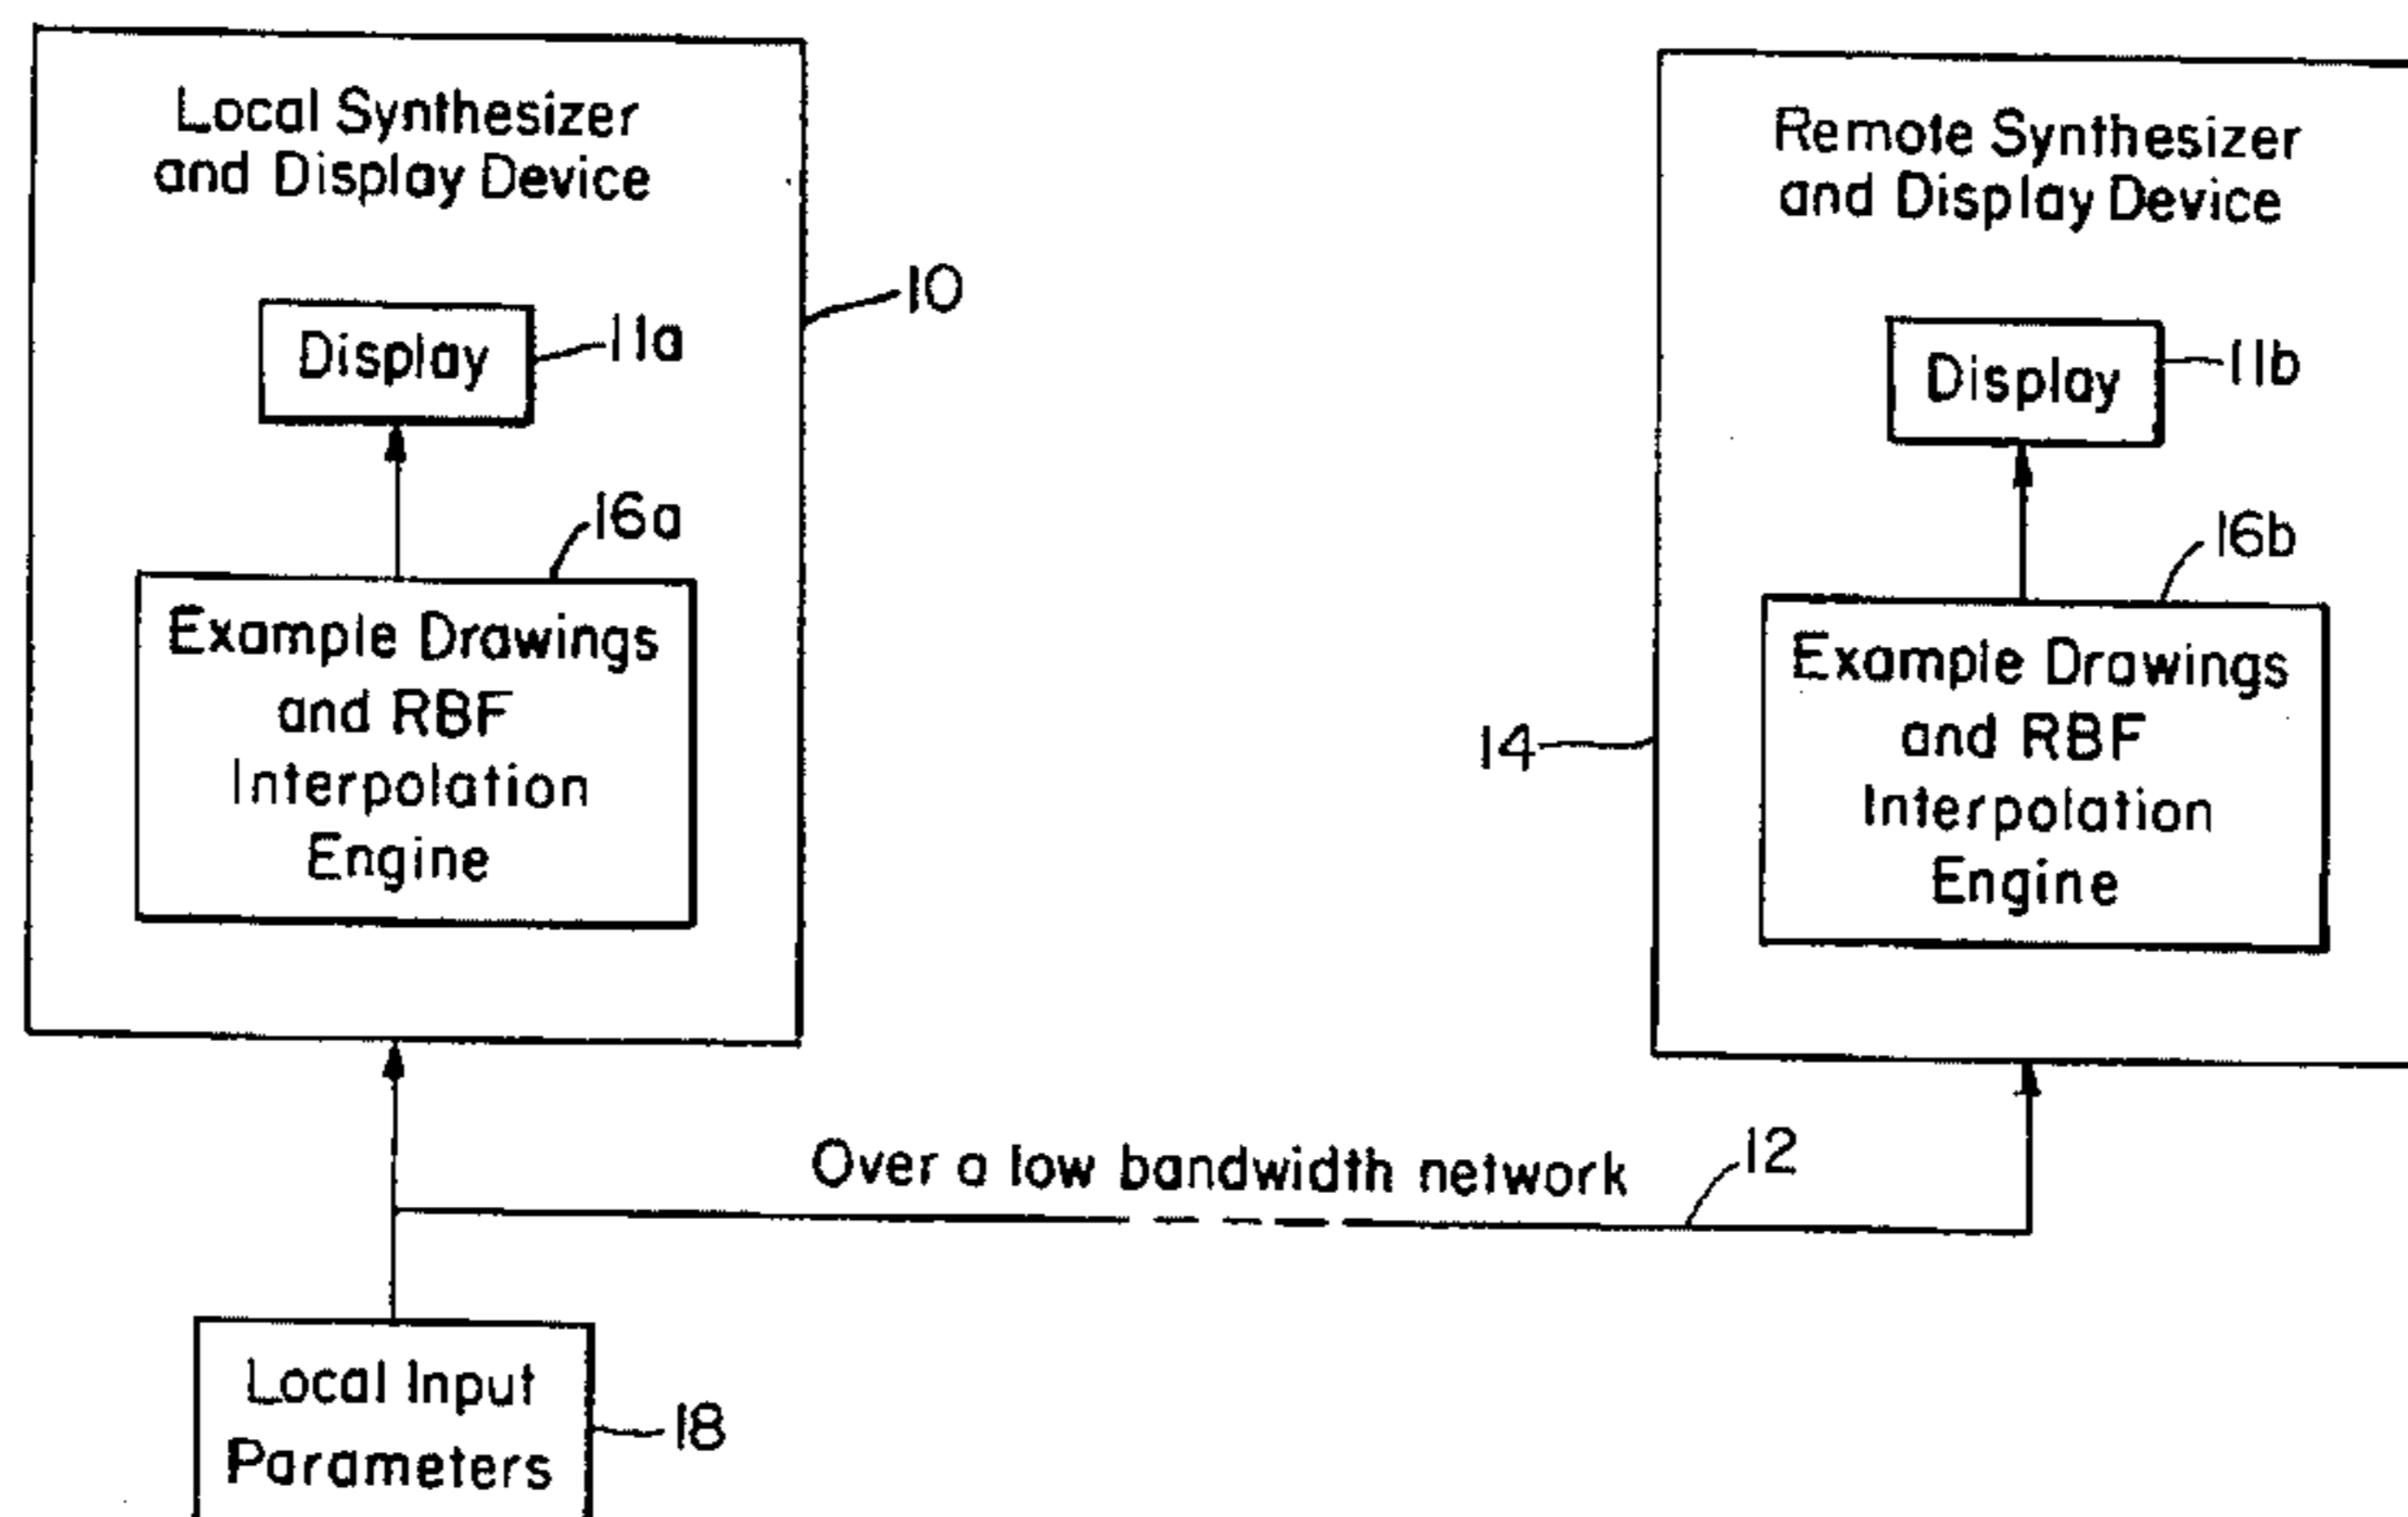 Local Synthesizer
and Display Device
10
Display
11a
16a
Example Drawings
and RBF
Interpolation
Engine
Remote Synthesizer
and Display Device
Display
11b
16b
14
Example Drawings
and RBF
Interpolation
Engine
Over a low bandwidth network
12
Local Input
Parameters
18